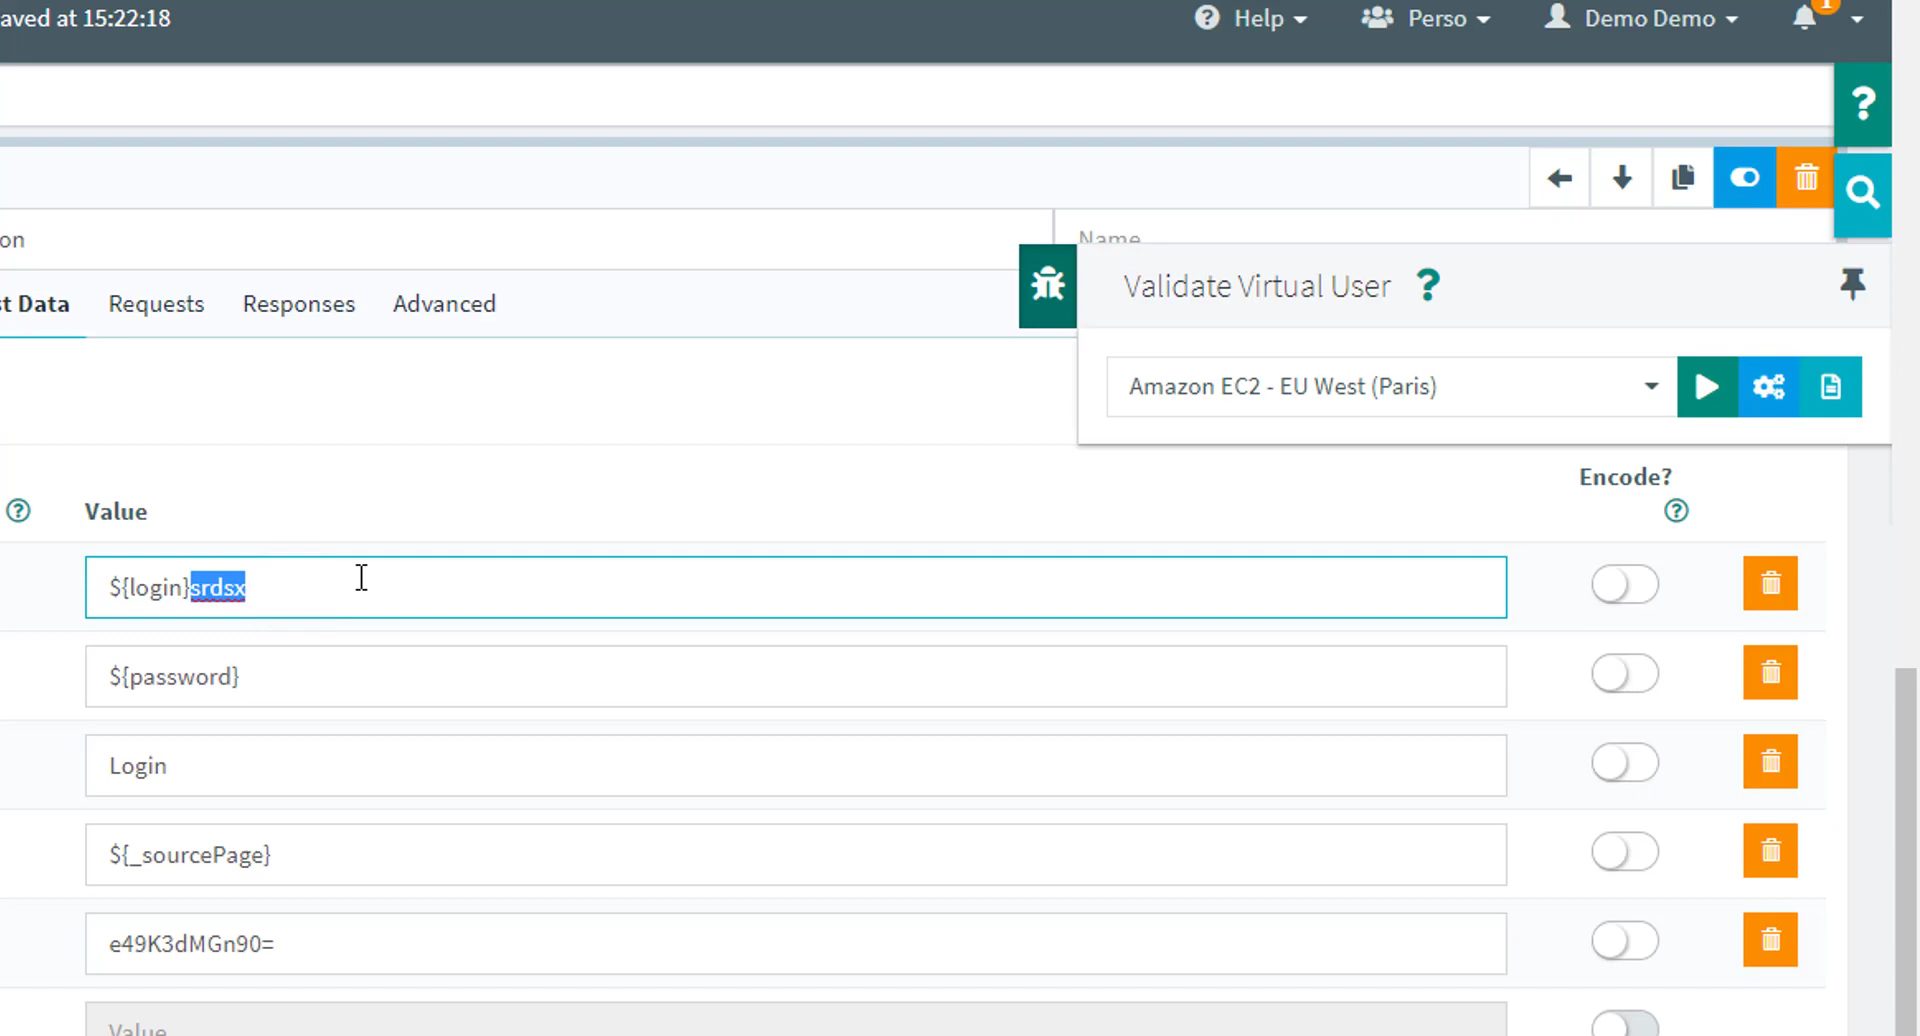 aved at 15:22:18
Help
Perso
Demo Demo
1
on
Name
st Data
Requests
Responses
Advanced
Validate Virtual User ?
Amazon EC2 - EU West (Paris)
Encode?
Value
${login}srdsx
${password}
Login
${_sourcePage}
e49K3dMGn90=
Value